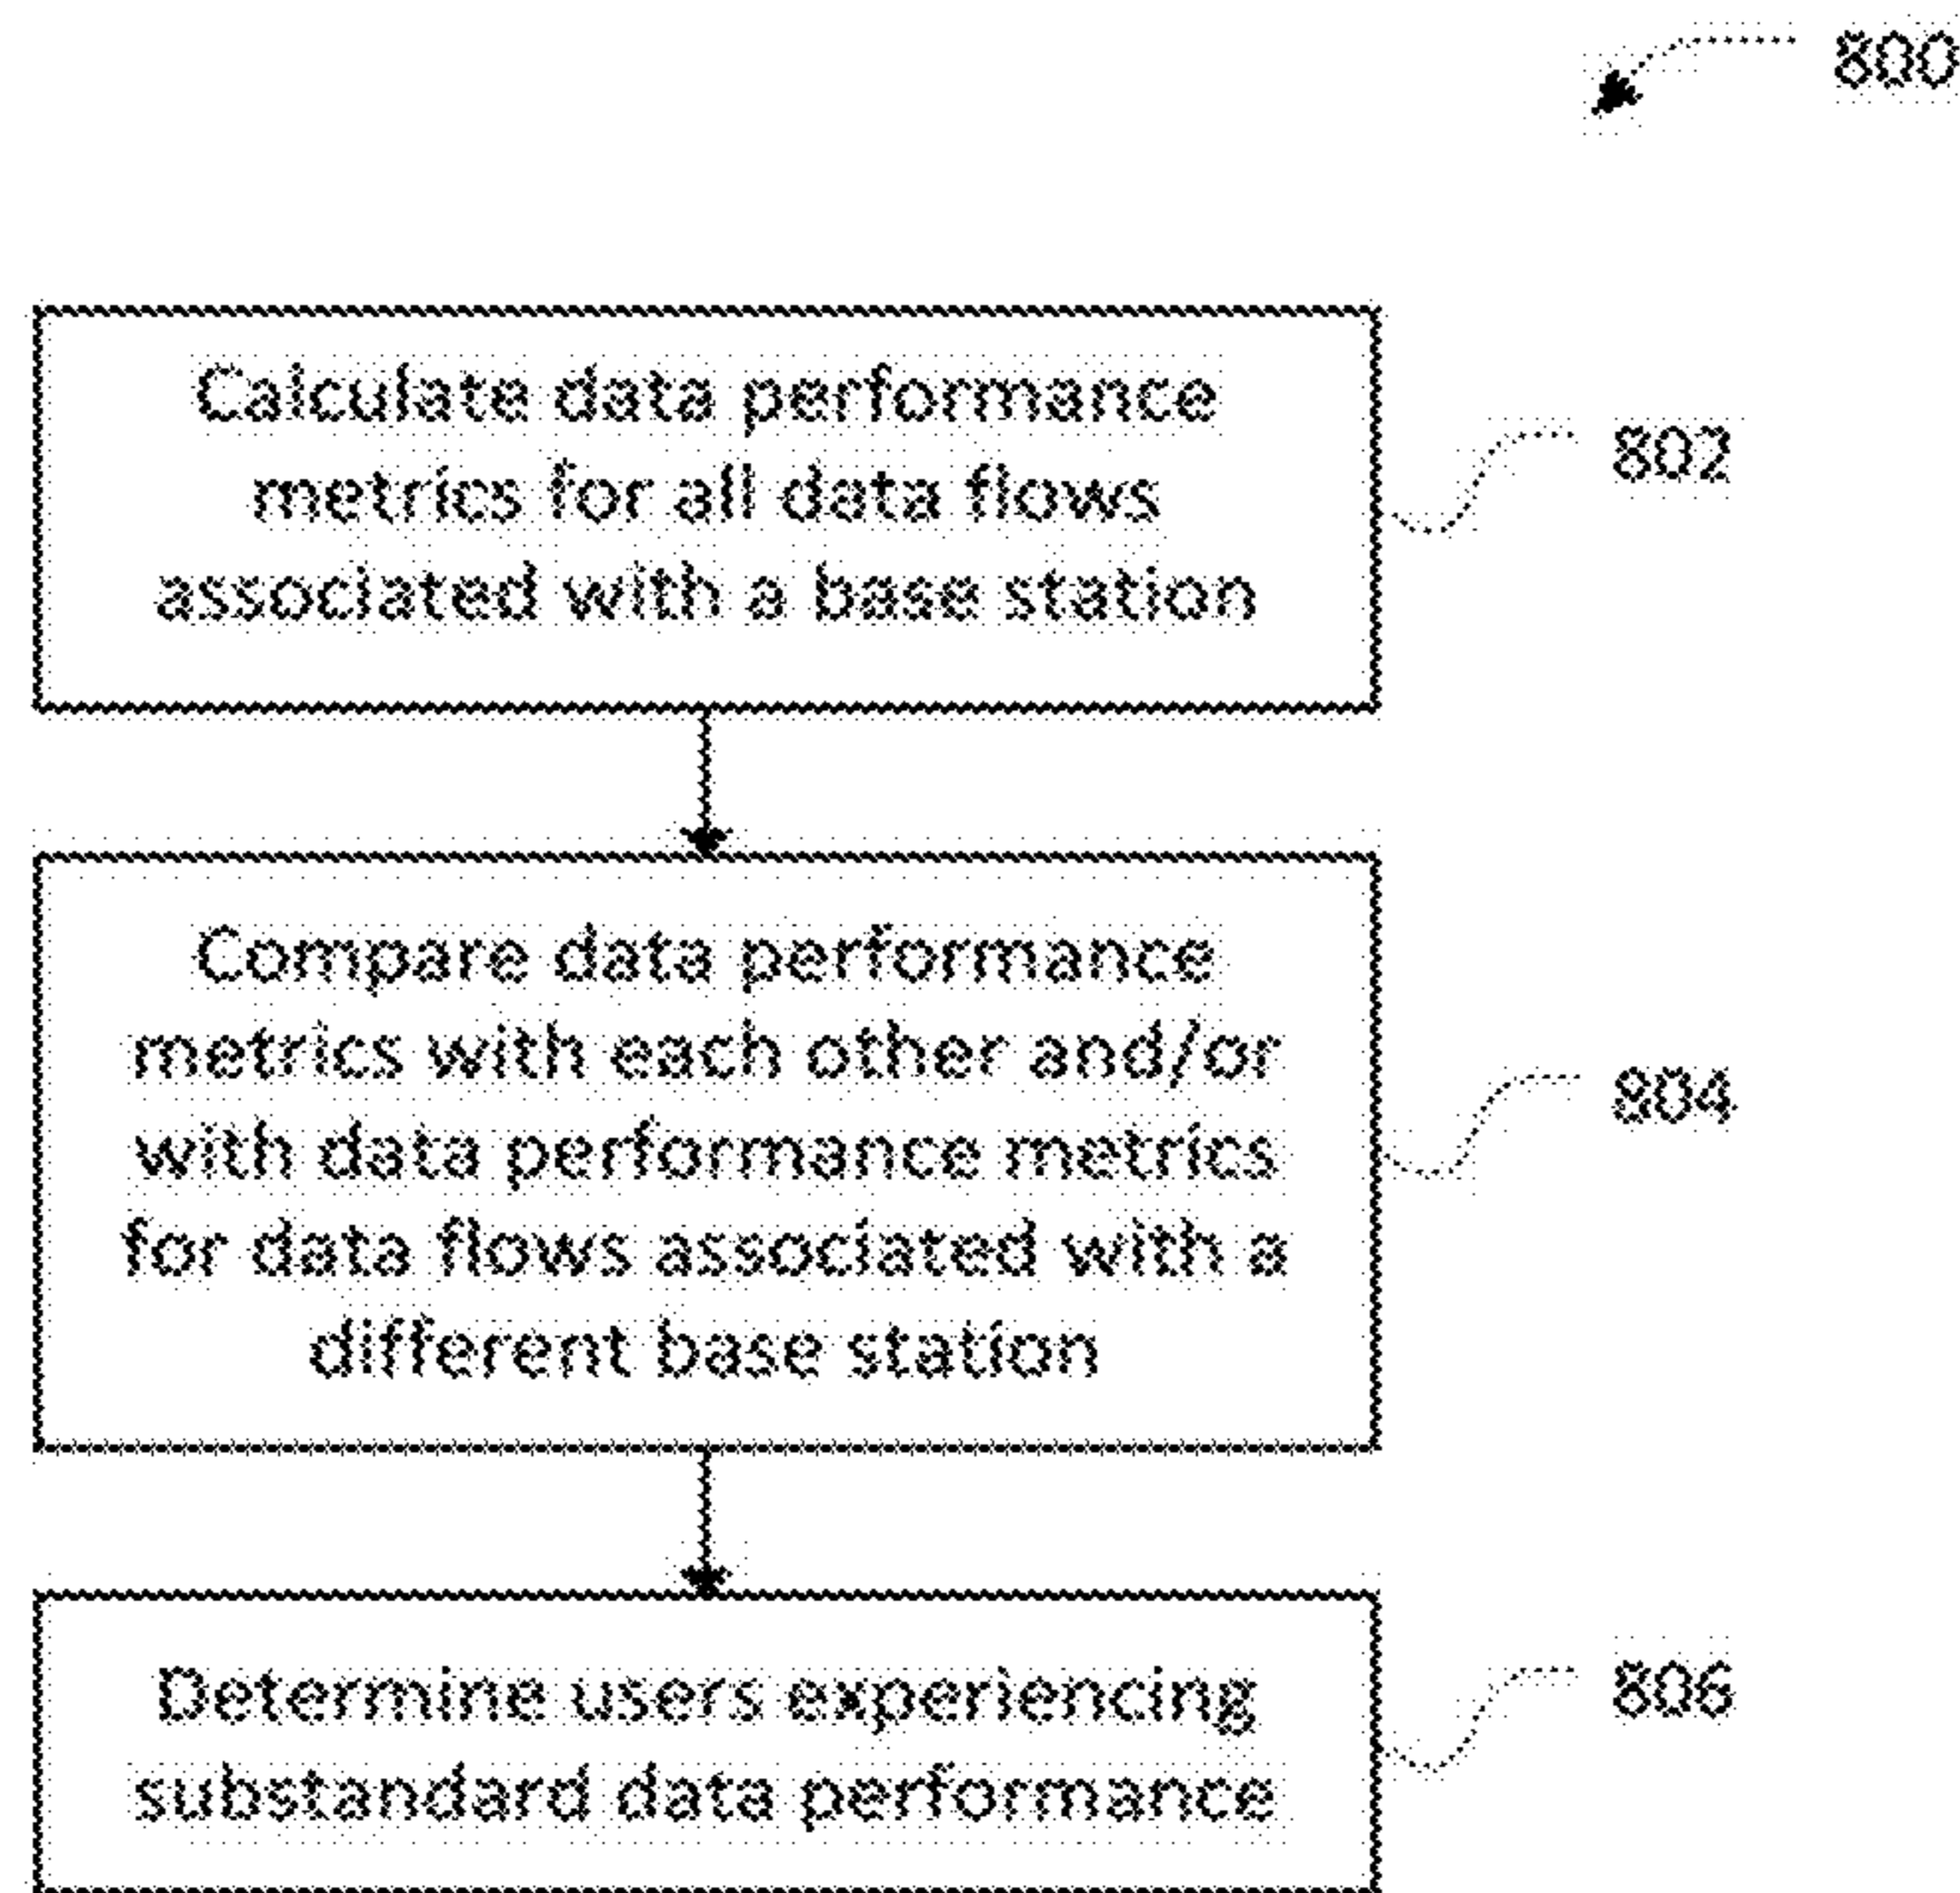 800
Calculate data performance
metrics for all data flows
associated with a base station
802
Compare data performance
metrics with each other and/or
with data performance metrics
for data flows associated with a
different base station
804
Determine users experiencing
substandard data performance
806